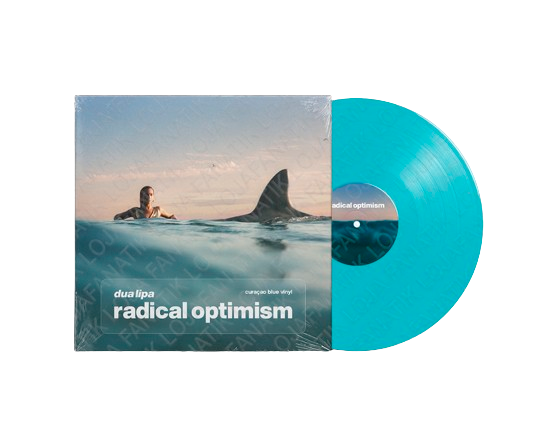 dua lipa
curaçao blue vinyl
radical optimism
radical optimism